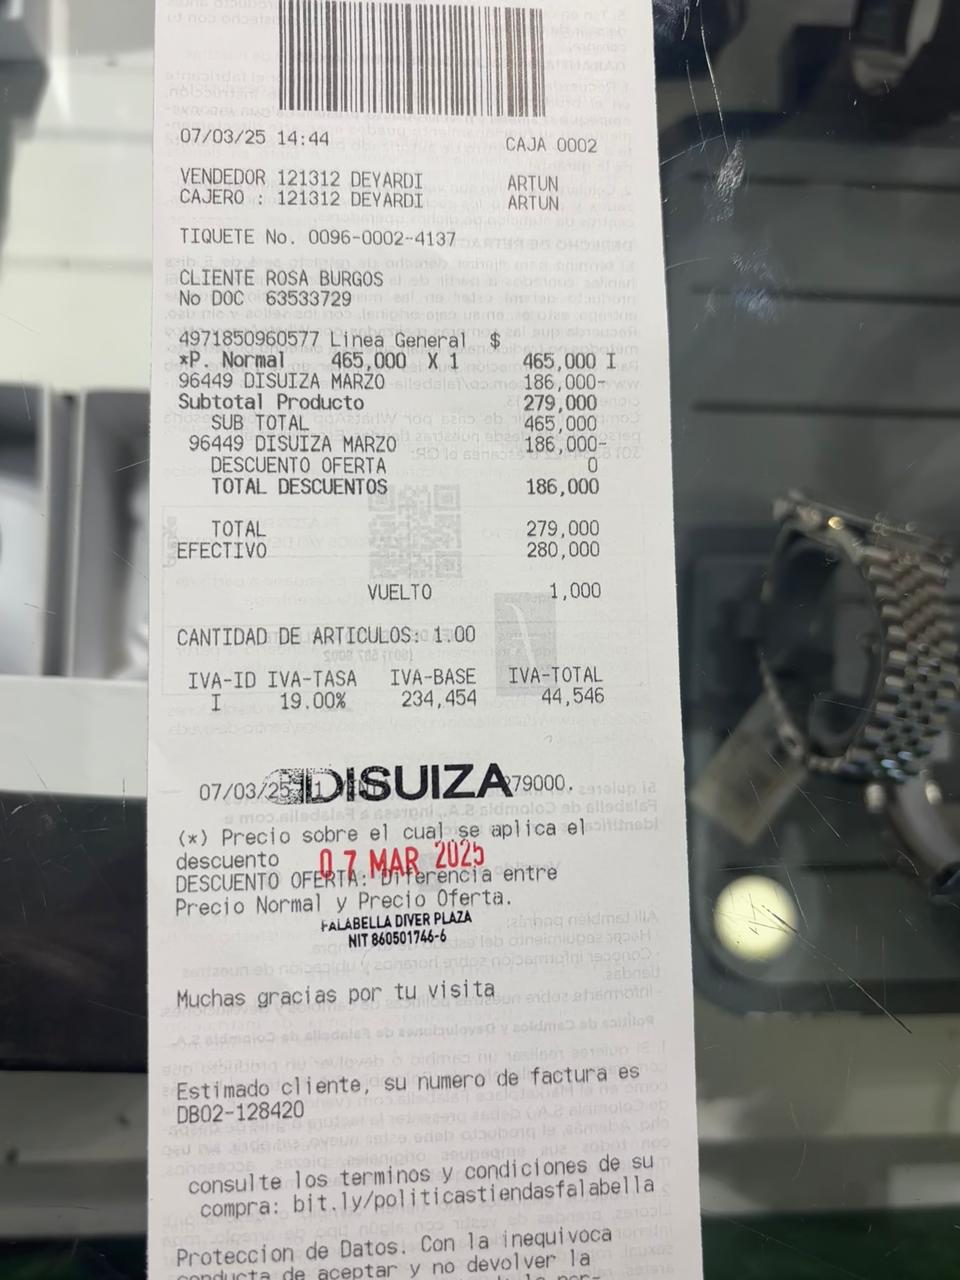 07/03/25 14:44 CAJA 0002
VENDEDOR 121312 DEYARDI ARTUN
CAJERO : 121312 DEYARDI ARTUN
TIQUETE No. 0096-0002-4137
CLIENTE ROSA BURGOS
No DOC 63533729
4971850960577 Linea General $
*P. Normal 465,000 X 1 465,000 I
96449 DISUIZA MARZO 186,000-
Subtotal Producto 279,000
SUB TOTAL 465,000
96449 DISUIZA MARZO 186,000-
DESCUENTO OFERTA 0
TOTAL DESCUENTOS 186,000
TOTAL 279,000
EFECTIVO 280,000
VUELTO 1,000
CANTIDAD DE ARTICULOS: 1.00
IVA-ID IVA-TASA IVA-BASE IVA-TOTAL
I 19.00% 234,454 44,546
07/03/25 DISUIZA 279000.
(*) Precio sobre el cual se aplica el
descuento
07 MAR 2025
DESCUENTO OFERTA: Diferencia entre
Precio Normal y Precio Oferta.
FALABELLA DIVER PLAZA
NIT 860501746-6
Muchas gracias por tu visita
Estimado cliente, su numero de factura es
DB02-128420
consulte los terminos y condiciones de su
compra: bit.ly/politicastiendasfalabella
Proteccion de Datos. Con la inequivoca
conducta de aceptar y no devolver la